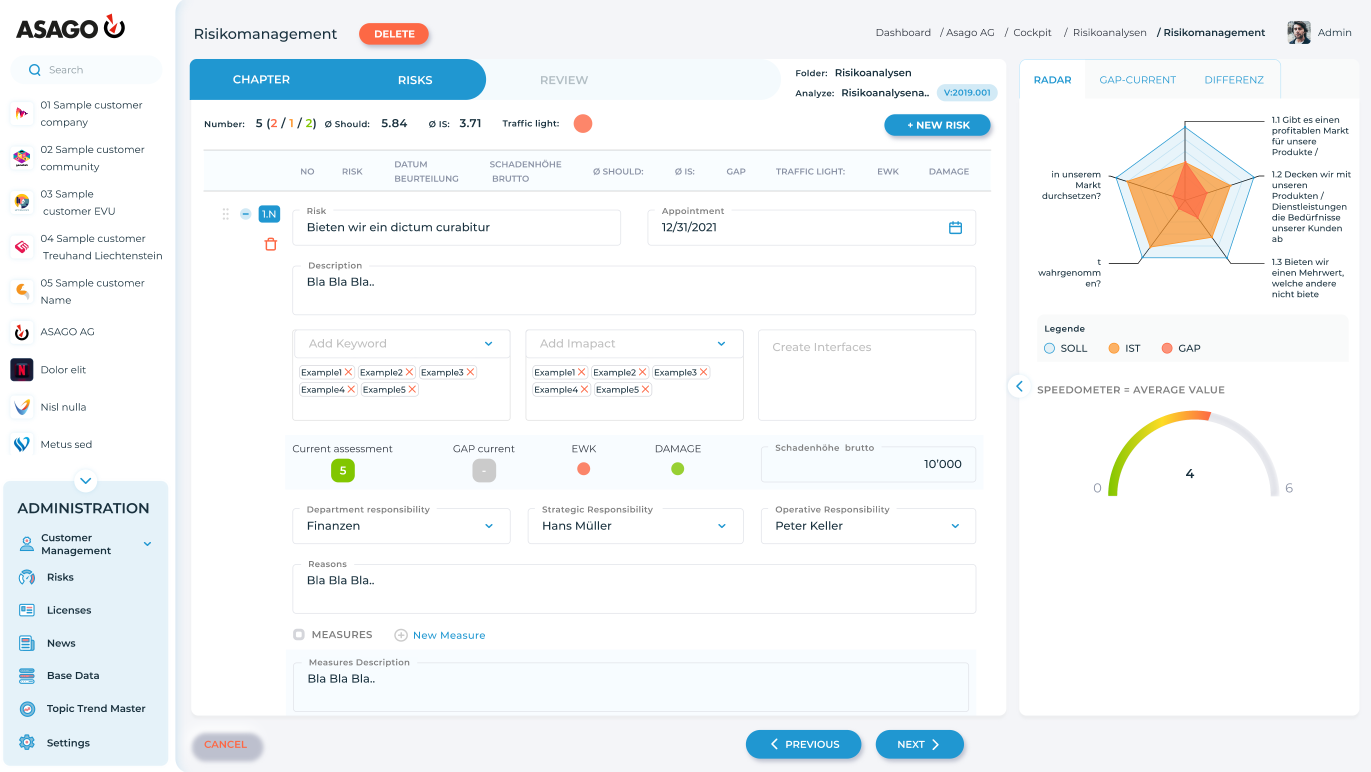 ASAGO
Search
01 Sample customer
company
02 Sample customer
community
03 Sample
customer EVU
04 Sample customer
Treuhand Liechtenstein
05 Sample customer
Name
ASAGO AG
Dolor elit
Nisl nulla
Metus sed
ADMINISTRATION
Customer
Management
Risks
Licenses
News
Base Data
Topic Trend Master
Settings
Risikomanagement
DELETE
Dashboard / Asago AG / Cockpit / Risikoanalysen / Risikomanagement
Admin
CHAPTER
RISKS
REVIEW
Folder: Risikoanalysen
Analyze: Risikoanalysena.. V:2019.001
Number: 5 (2 / 1 / 2) Ø Should: 5.84 Ø IS: 3.71 Traffic light:
+ NEW RISK
NO
RISK
DATUM
BEURTEILUNG
SCHADENHÖHE
BRUTTO
Ø SHOULD:
Ø IS:
GAP
TRAFFIC LIGHT:
EWK
DAMAGE
1.N
Risk
Bieten wir ein dictum curabitur
Appointment
12/31/2021
Description
Bla Bla Bla..
Add Keyword
Example1 Example2 Example3
Example4 Example5
Add Imapact
Example1 Example2 Example3
Example4 Example5
Create Interfaces
Current assessment
5
GAP current
-
EWK
DAMAGE
Schadenhöhe brutto
10'000
Department responsibility
Finanzen
Strategic Responsibility
Hans Müller
Operative Responsibility
Peter Keller
Reasons
Bla Bla Bla..
MEASURES
New Measure
Measures Description
Bla Bla Bla..
CANCEL
PREVIOUS
NEXT
RADAR
GAP-CURRENT
DIFFERENZ
1.1 Gibt es einen
profitablen Markt
für unsere
Produkte /
1.2 Decken wir mit
unseren
Produkten /
Dienstleistungen
die Bedürfnisse
unserer Kunden
ab
1.3 Bieten wir
einen Mehrwert,
welche andere
nicht biete
in unserem
Markt
durchsetzen?
t
wahrgenomm
en?
Legende
SOLL
IST
GAP
SPEEDOMETER = AVERAGE VALUE
0
4
6